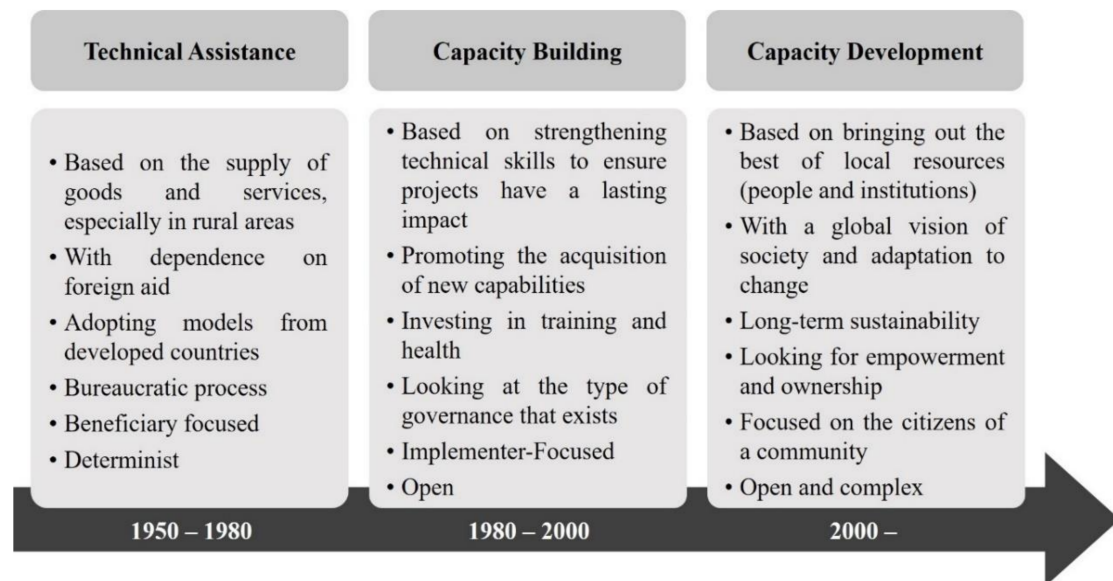 Technical Assistance
• Based on the supply of
goods and services,
especially in rural areas
• With dependence on
foreign aid
• Adopting models from
developed countries
• Bureaucratic process
• Beneficiary focused
• Determinist
1950 – 1980
Capacity Building
• Based on strengthening
technical skills to ensure
projects have a lasting
impact
• Promoting the acquisition
of new capabilities
• Investing in training and
health
• Looking at the type of
governance that exists
• Implementer-Focused
• Open
1980 – 2000
Capacity Development
• Based on bringing out the
best of local resources
(people and institutions)
• With a global vision of
society and adaptation to
change
• Long-term sustainability
• Looking for empowerment
and ownership
• Focused on the citizens of
a community
• Open and complex
2000 –